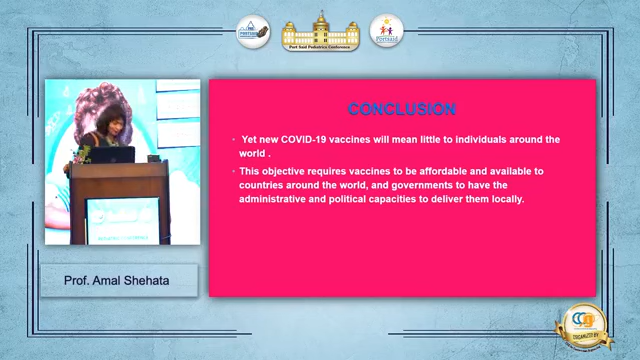 Port Said Pediatrics Conference
CONCLUSION
Yet new COVID-19 vaccines will mean little to individuals around the
world .
This objective requires vaccines to be affordable and available to
countries around the world, and governments to have the
administrative and political capacities to deliver them locally.
Prof. Amal Shehata
ORGANIZED BY